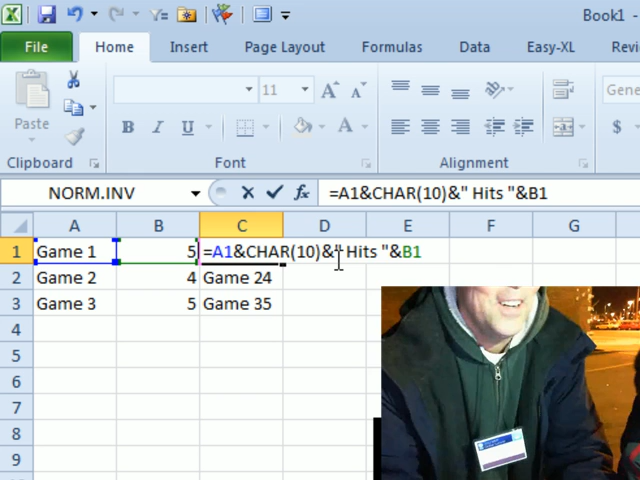 Book1 -
File Home Insert Page Layout Formulas Data Easy-XL Revi
Paste 11 A A Gene
B I U A $
Clipboard Font Alignment
NORM.INV fx =A1&CHAR(10)&" Hits "&B1
A B C D E F G
1 Game 1 5 =A1&CHAR(10)&" Hits "&B1
2 Game 2 4 Game 24
3 Game 3 5 Game 35
4
5
6
7
8
9